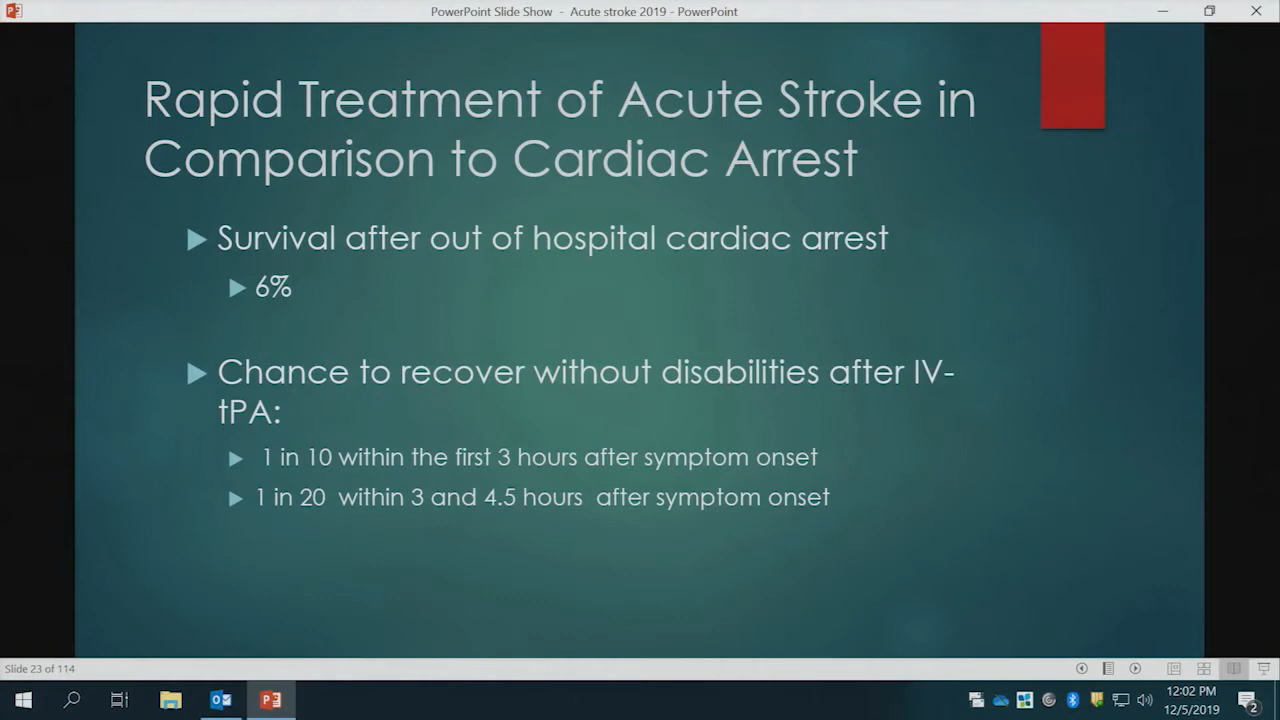 PowerPoint Slide Show - Acute stroke 2019 - PowerPoint
Rapid Treatment of Acute Stroke in
Comparison to Cardiac Arrest
Survival after out of hospital cardiac arrest
6%
Chance to recover without disabilities after IV-
tPA:
1 in 10 within the first 3 hours after symptom onset
1 in 20 within 3 and 4.5 hours after symptom onset
Slide 23 of 114
12:02 PM
12/5/2019
2